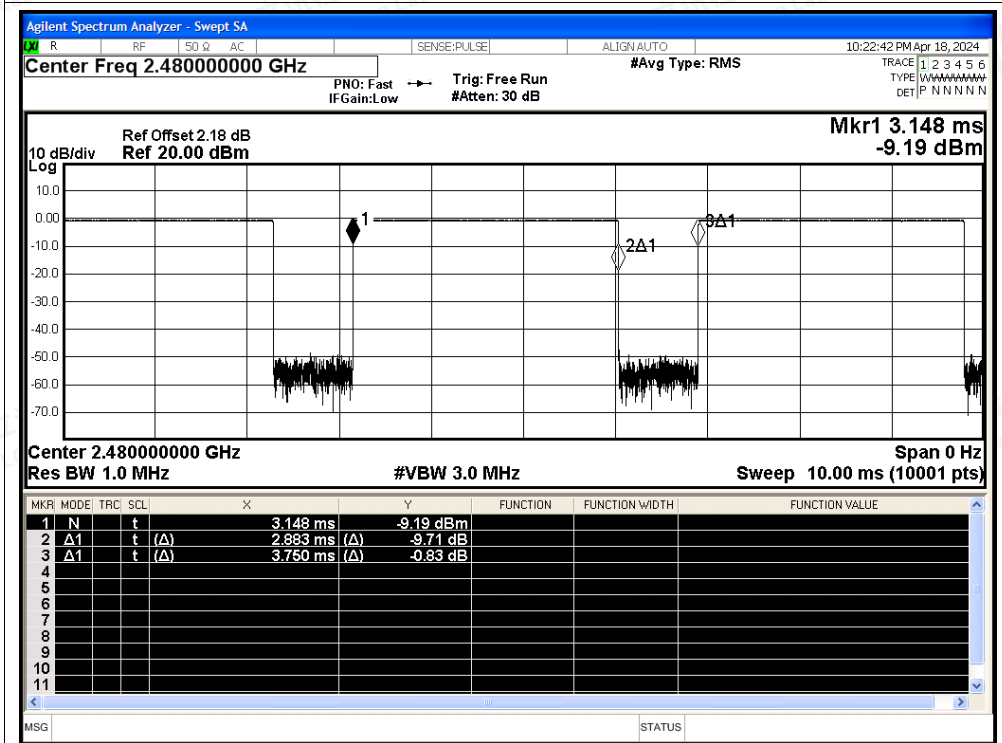 Agilent Spectrum Analyzer - Swept SA
LXI R RF 50 Ω AC SENSE:PULSE ALIGN AUTO 10:22:42 PM Apr 18, 2024
Center Freq 2.480000000 GHz #Avg Type: RMS TRACE 1 2 3 4 5 6
PNO: Fast Trig: Free Run TYPE WWWWWW
IFGain:Low #Atten: 30 dB DET P N N N N N
Mkr1 3.148 ms
Ref Offset 2.18 dB
10 dB/div Ref 20.00 dBm -9.19 dBm
Log
10.0
0.00
1
3Δ1
-10.0
2Δ1
-20.0
-30.0
-40.0
-50.0
-60.0
-70.0
Center 2.480000000 GHz Span 0 Hz
Res BW 1.0 MHz #VBW 3.0 MHz Sweep 10.00 ms (10001 pts)
MKR MODE TRC SCL X Y FUNCTION FUNCTION WIDTH FUNCTION VALUE
1 N t 3.148 ms -9.19 dBm
2 Δ1 t (Δ) 2.883 ms (Δ) -9.71 dB
3 Δ1 t (Δ) 3.750 ms (Δ) -0.83 dB
4
5
6
7
8
9
10
11
MSG STATUS